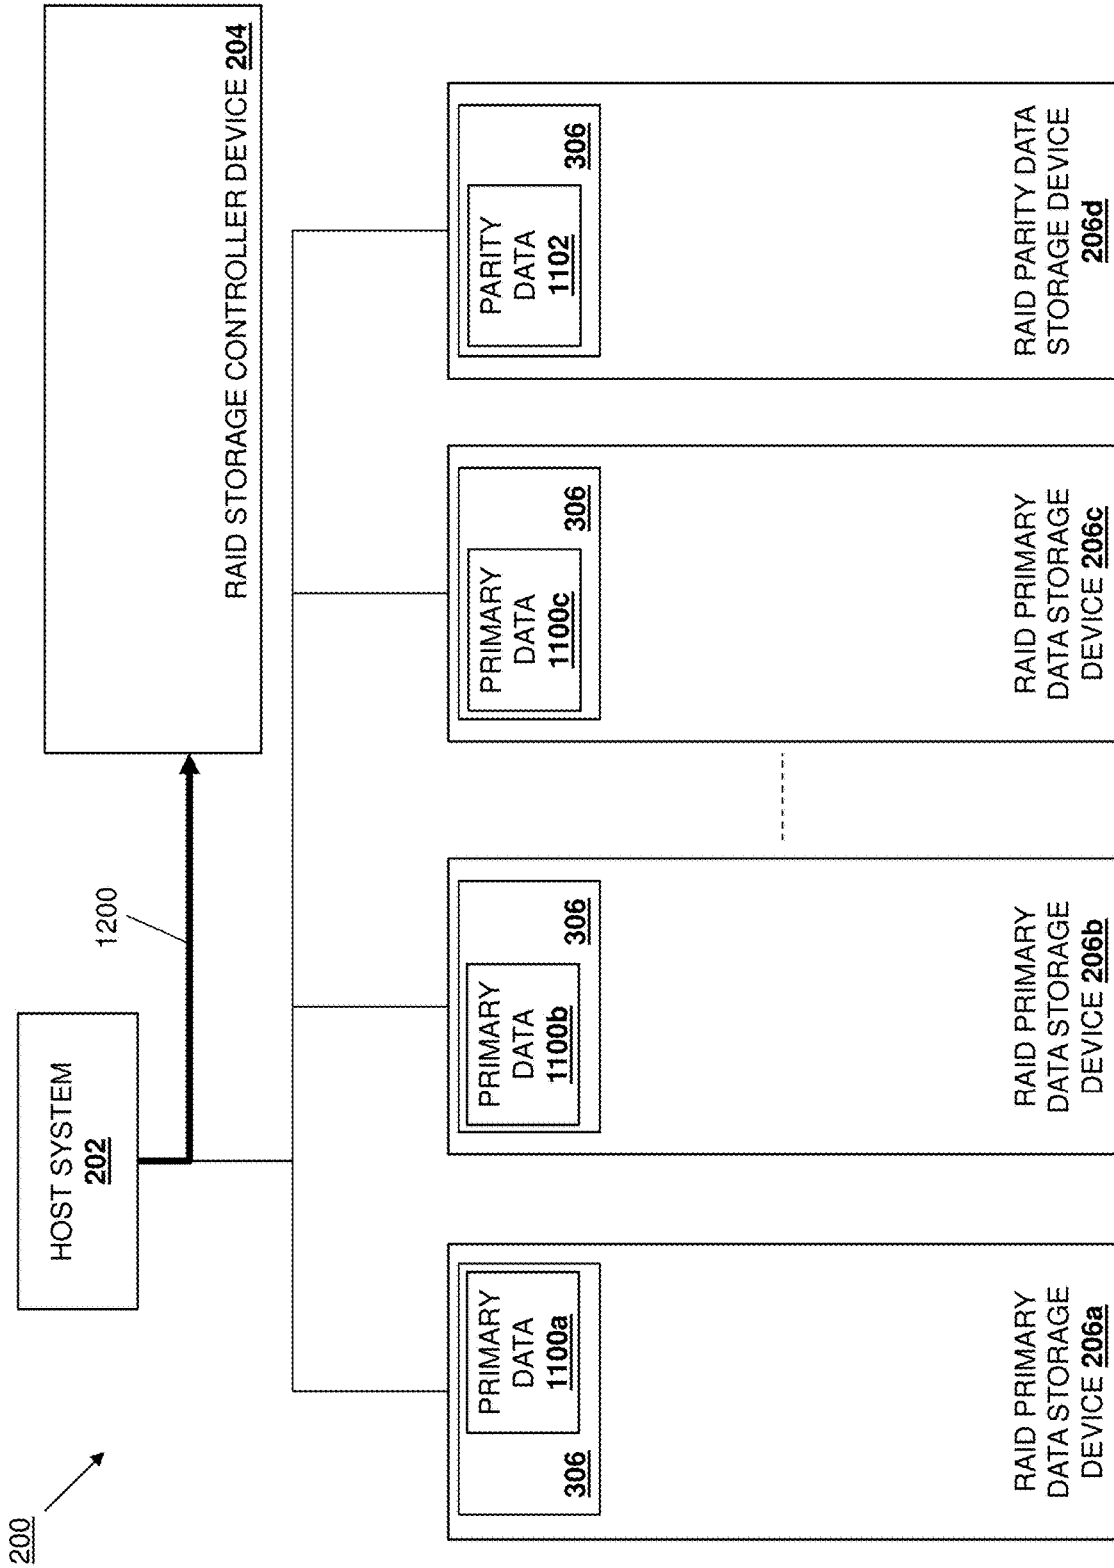 200
HOST SYSTEM
202
1200
RAID STORAGE CONTROLLER DEVICE 204
306
PRIMARY
DATA
1100a
RAID PRIMARY
DATA STORAGE
DEVICE 206a
PRIMARY
DATA
1100b
306
RAID PRIMARY
DATA STORAGE
DEVICE 206b
PRIMARY
DATA
1100c
306
RAID PRIMARY
DATA STORAGE
DEVICE 206c
PARITY
DATA
1102
306
RAID PARITY DATA
STORAGE DEVICE
206d